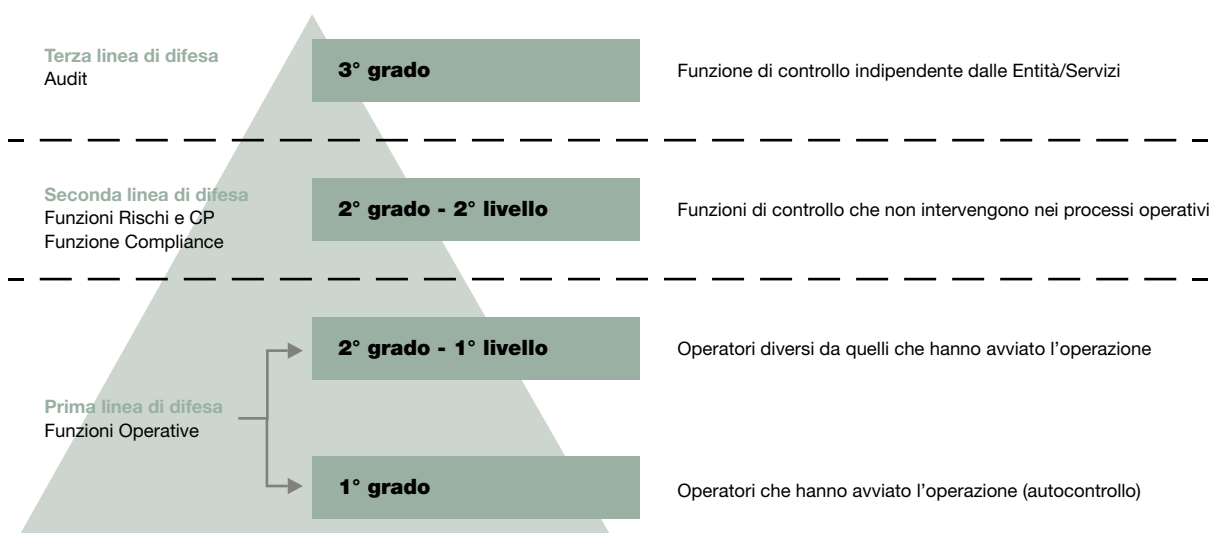 Terza linea di difesa
Audit
3° grado
Funzione di controllo indipendente dalle Entità/Servizi
Seconda linea di difesa
Funzioni Rischi e CP
Funzione Compliance
2° grado - 2° livello
Funzioni di controllo che non intervengono nei processi operativi
2° grado - 1° livello
Operatori diversi da quelli che hanno avviato l’operazione
Prima linea di difesa
Funzioni Operative
1° grado
Operatori che hanno avviato l’operazione (autocontrollo)